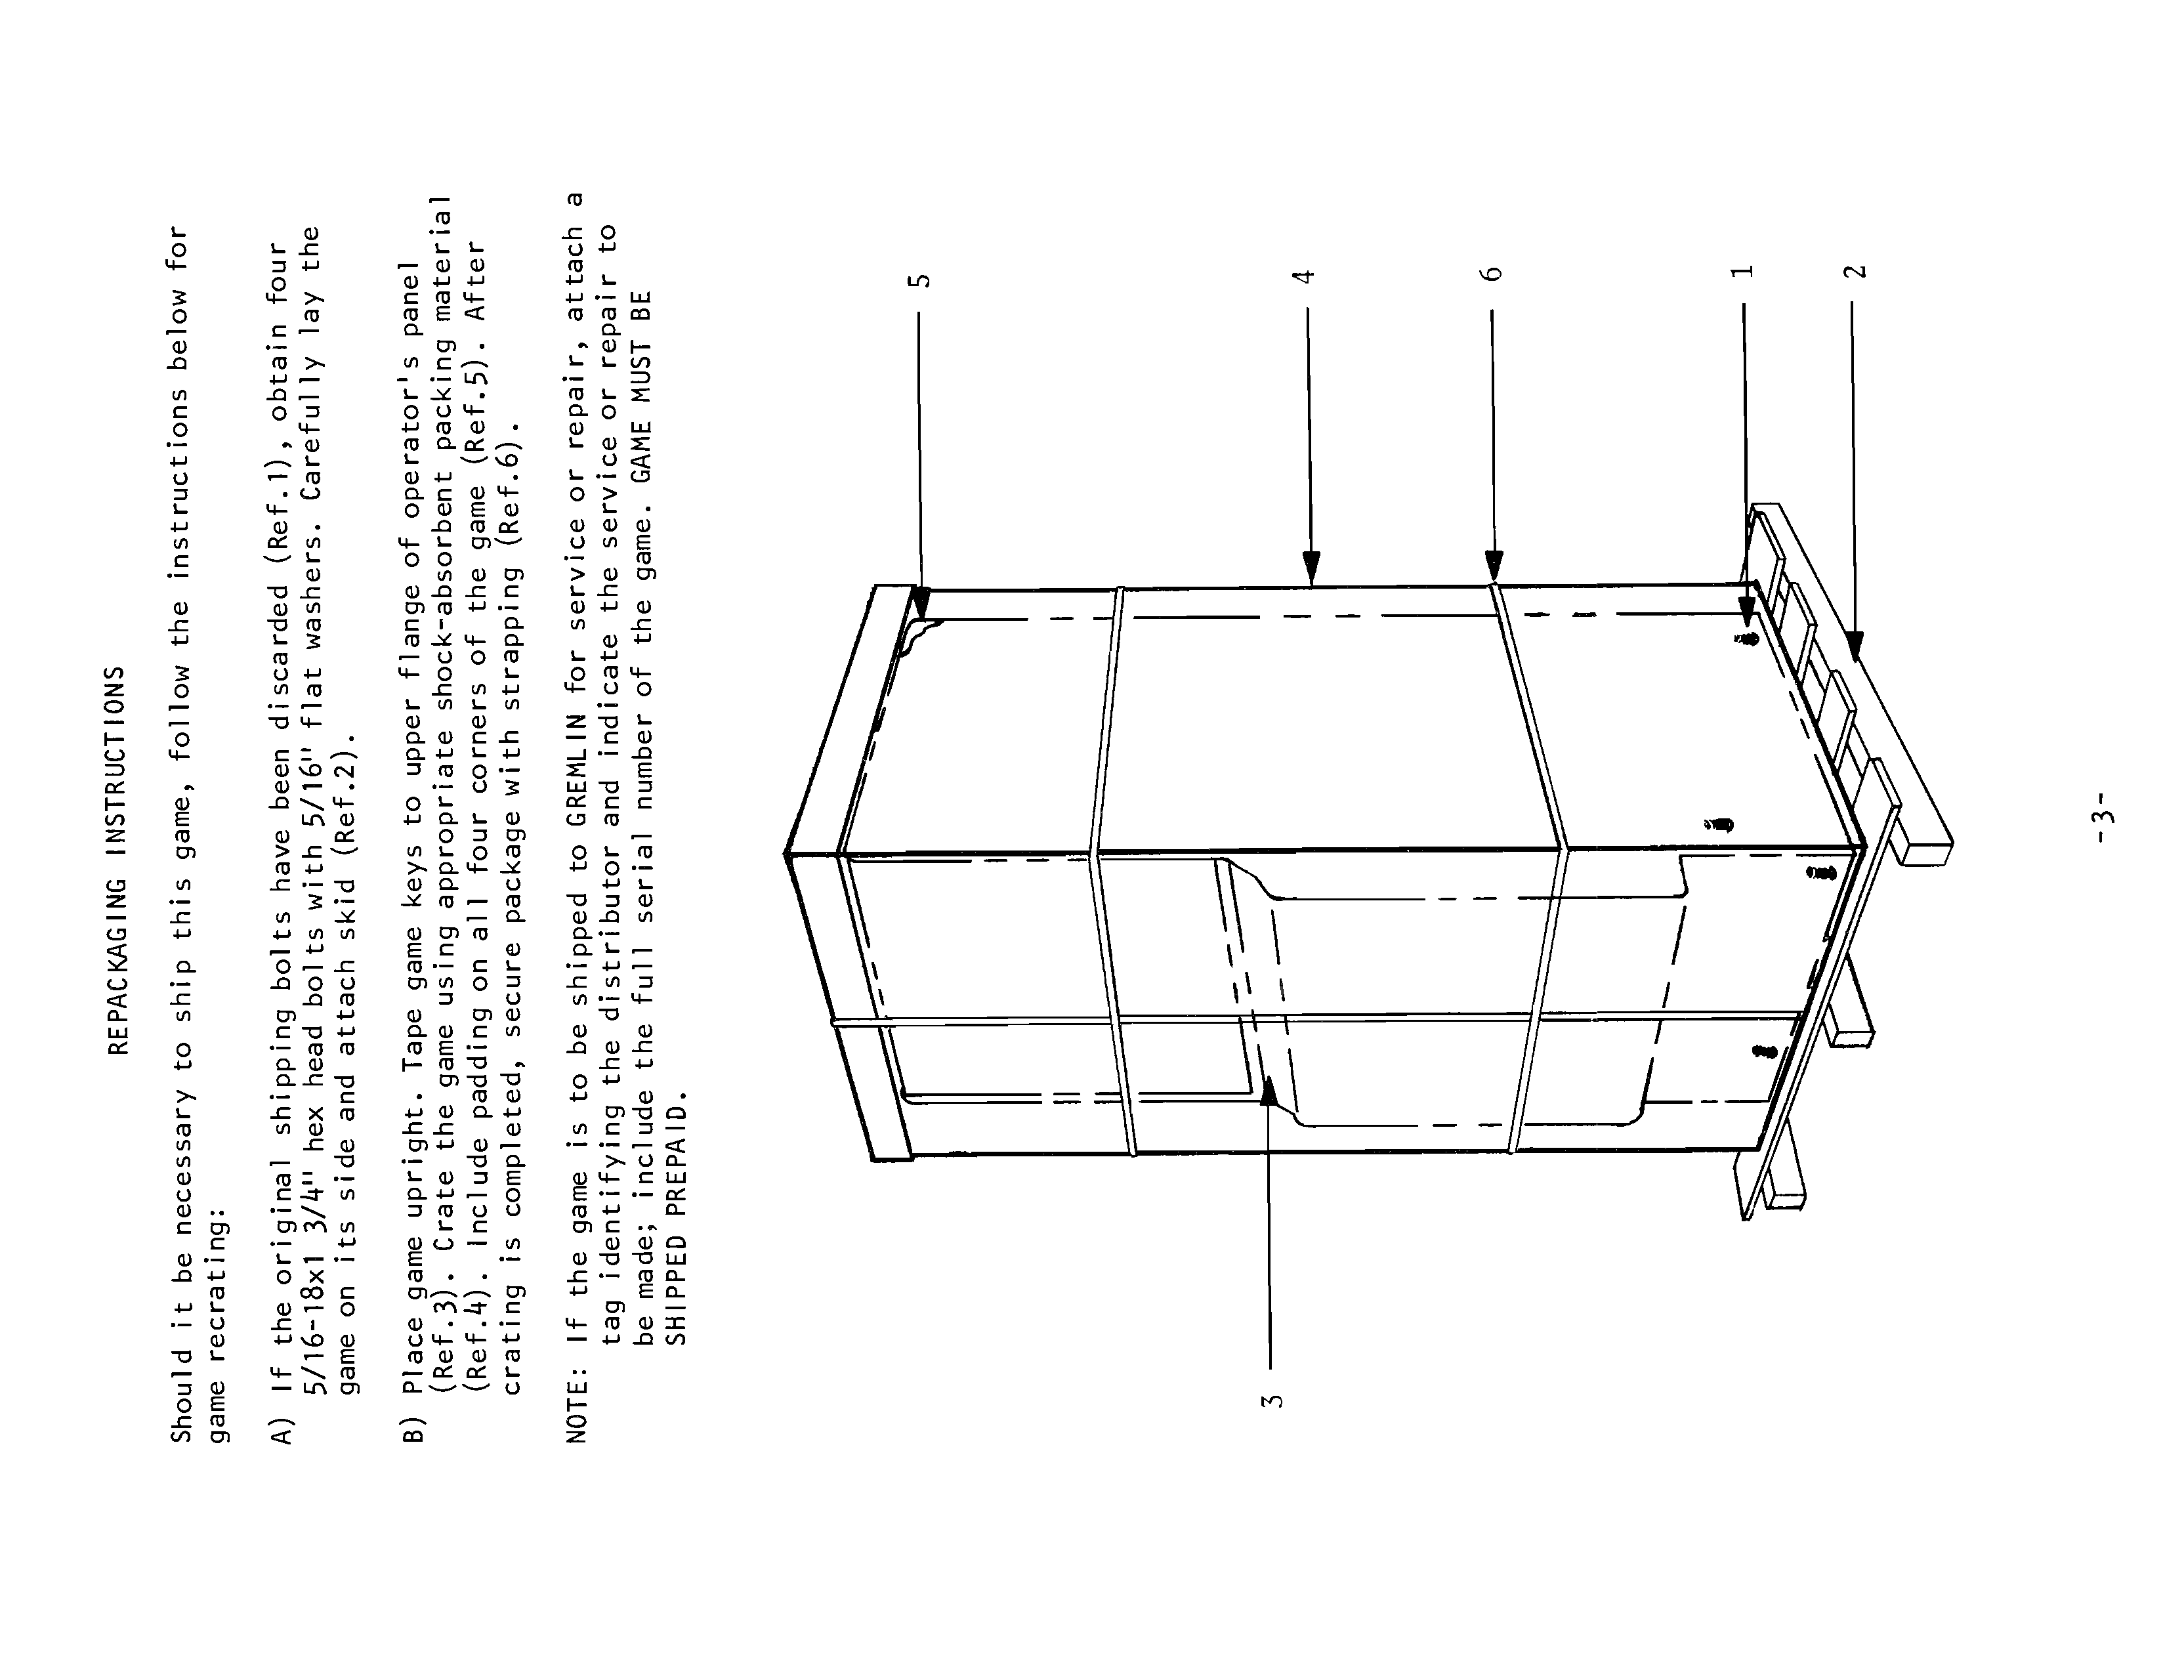 REPACKAGING INSTRUCTIONS
Should it be necessary to ship this game, follow the instructions below for
game recrating:
A) If the original shipping bolts have been discarded (Ref.1), obtain four
5/16-18x1 3/4" hex head bolts with 5/16" flat washers. Carefully lay the
game on its side and attach skid (Ref.2).
B) Place game upright. Tape game keys to upper flange of operator's panel
(Ref.3). Crate the game using appropriate shock-absorbent packing material
(Ref.4). Include padding on all four corners of the game (Ref.5). After
crating is completed, secure package with strapping (Ref.6).
NOTE: If the game is to be shipped to GREMLIN for service or repair, attach a
tag identifying the distributor and indicate the service or repair to
be made; include the full serial number of the game. GAME MUST BE
SHIPPED PREPAID.
5
4
3
6
1
2
-3-